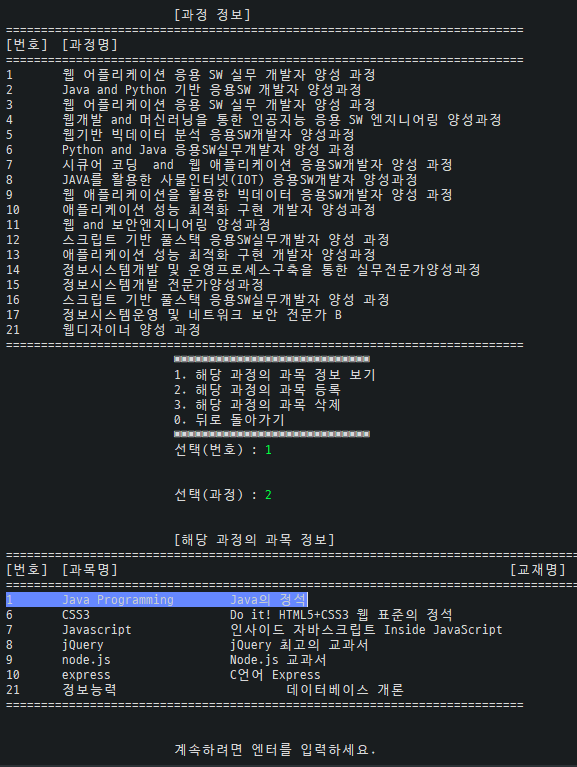 [과정 정보]
==========================================================================
[번호]  [과정명]
==========================================================================
1       웹 어플리케이션 응용 SW 실무 개발자 양성 과정
2       Java and Python 기반 응용SW 개발자 양성과정
3       웹 어플리케이션 응용 SW 실무 개발자 양성 과정
4       웹개발 and 머신러닝을 통한 인공지능 응용 SW 엔지니어링 양성과정
5       웹기반 빅데이터 분석 응용SW개발자 양성과정
6       Python and Java 응용SW실무개발자 양성 과정
7       시큐어 코딩  and  웹 애플리케이션 응용SW개발자 양성 과정
8       JAVA를 활용한 사물인터넷(IOT) 응용SW개발자 양성과정
9       웹 애플리케이션을 활용한 빅데이터 응용SW개발자 양성 과정
10      애플리케이션 성능 최적화 구현 개발자 양성과정
11      웹 and 보안엔지니어링 양성과정
12      스크립트 기반 풀스택 응용SW실무개발자 양성 과정
13      애플리케이션 성능 최적화 구현 개발자 양성과정
14      정보시스템개발 및 운영프로세스구축을 통한 실무전문가양성과정
15      정보시스템개발 전문가양성과정
16      스크립트 기반 풀스택 응용SW실무개발자 양성 과정
17      정보시스템운영 및 네트워크 보안 전문가 B
21      웹디자이너 양성 과정
==========================================================================
1. 해당 과정의 과목 정보 보기
2. 해당 과정의 과목 등록
3. 해당 과정의 과목 삭제
0. 뒤로 돌아가기
선택(번호) : 1
선택(과정) : 2
[해당 과정의 과목 정보]
==================================================================================
[번호]  [과목명]                                                        [교재명]
==================================================================================
1       Java Programming        Java의 정석
6       CSS3                    Do it! HTML5+CSS3 웹 표준의 정석
7       Javascript              인사이드 자바스크립트 Inside JavaScript
8       jQuery                  jQuery 최고의 교과서
9       node.js                 Node.js 교과서
10      express                 C언어 Express
21      정보능력                        데이터베이스 개론
==========================================================================
계속하려면 엔터를 입력하세요.